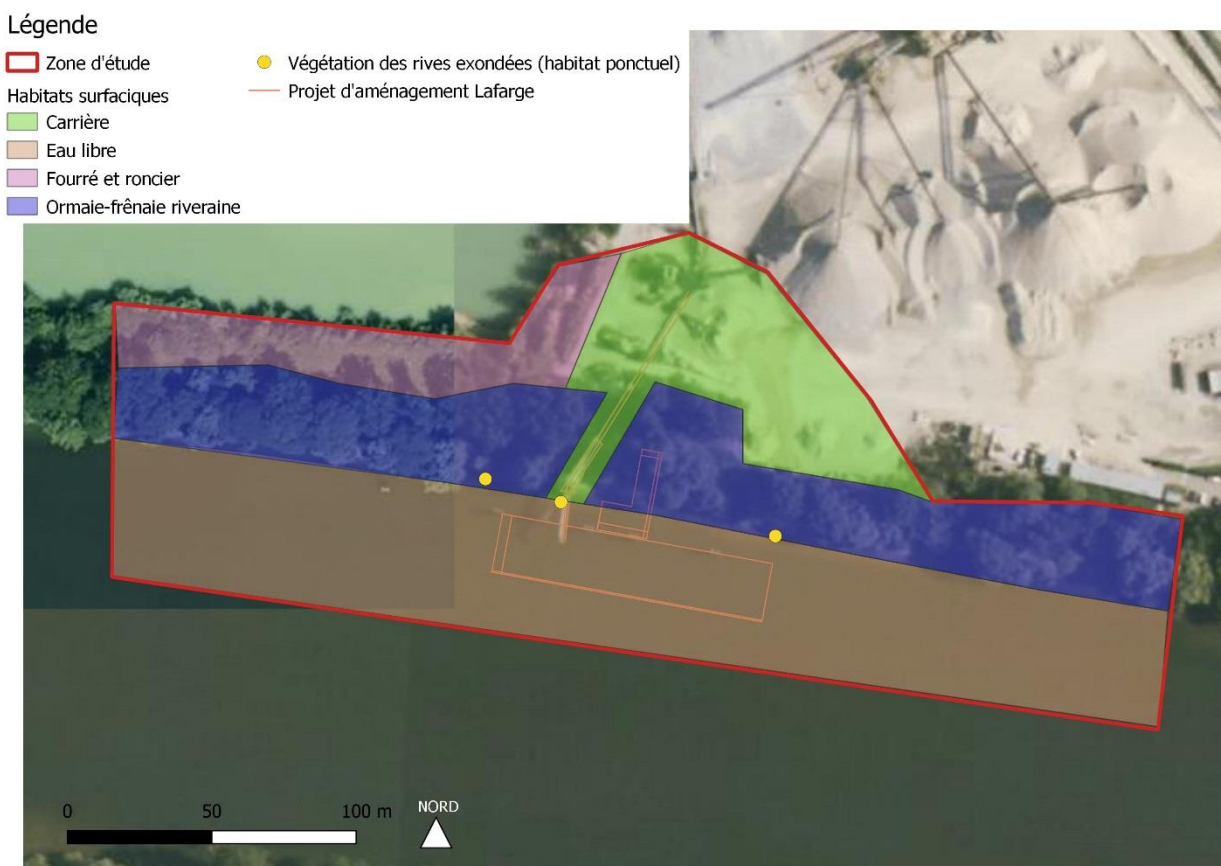 Légende
Zone d'étude
Habitats surfaciques
Carrière
Eau libre
Fourré et roncier
Ormaie-frênaie riveraine
Végétation des rives exondées (habitat ponctuel)
Projet d'aménagement Lafarge
0 50 100 m
NORD